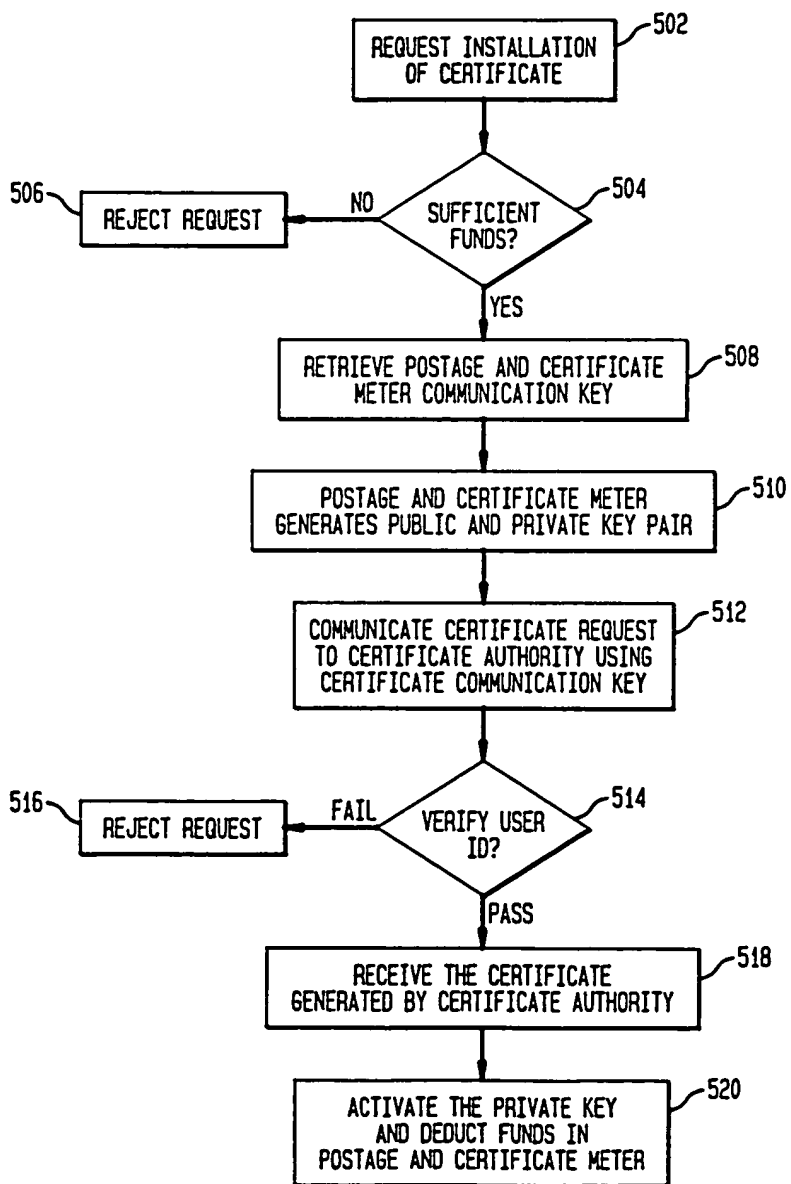 REQUEST INSTALLATION
OF CERTIFICATE
502
SUFFICIENT
FUNDS?
504
NO
506
REJECT REQUEST
YES
RETRIEVE POSTAGE AND CERTIFICATE
METER COMMUNICATION KEY
508
POSTAGE AND CERTIFICATE METER
GENERATES PUBLIC AND PRIVATE KEY PAIR
510
COMMUNICATE CERTIFICATE REQUEST
TO CERTIFICATE AUTHORITY USING
CERTIFICATE COMMUNICATION KEY
512
VERIFY USER
ID?
514
FAIL
516
REJECT REQUEST
PASS
RECEIVE THE CERTIFICATE
GENERATED BY CERTIFICATE AUTHORITY
518
ACTIVATE THE PRIVATE KEY
AND DEDUCT FUNDS IN
POSTAGE AND CERTIFICATE METER
520